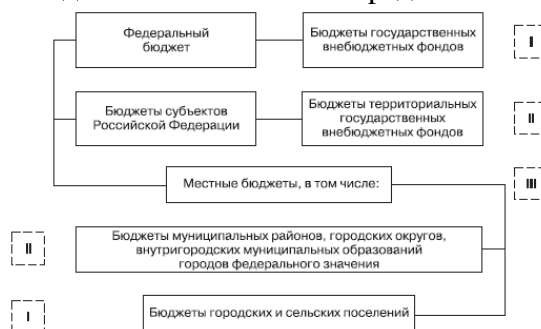 Федеральный
бюджет
Бюджеты государственных
внебюджетных фондов
I
Бюджеты субъектов
Российской Федерации
Бюджеты территориальных
государственных
внебюджетных фондов
II
Местные бюджеты, в том числе:
III
II
Бюджеты муниципальных районов, городских округов,
внутригородских муниципальных образований
городов федерального значения
I
Бюджеты городских и сельских поселений